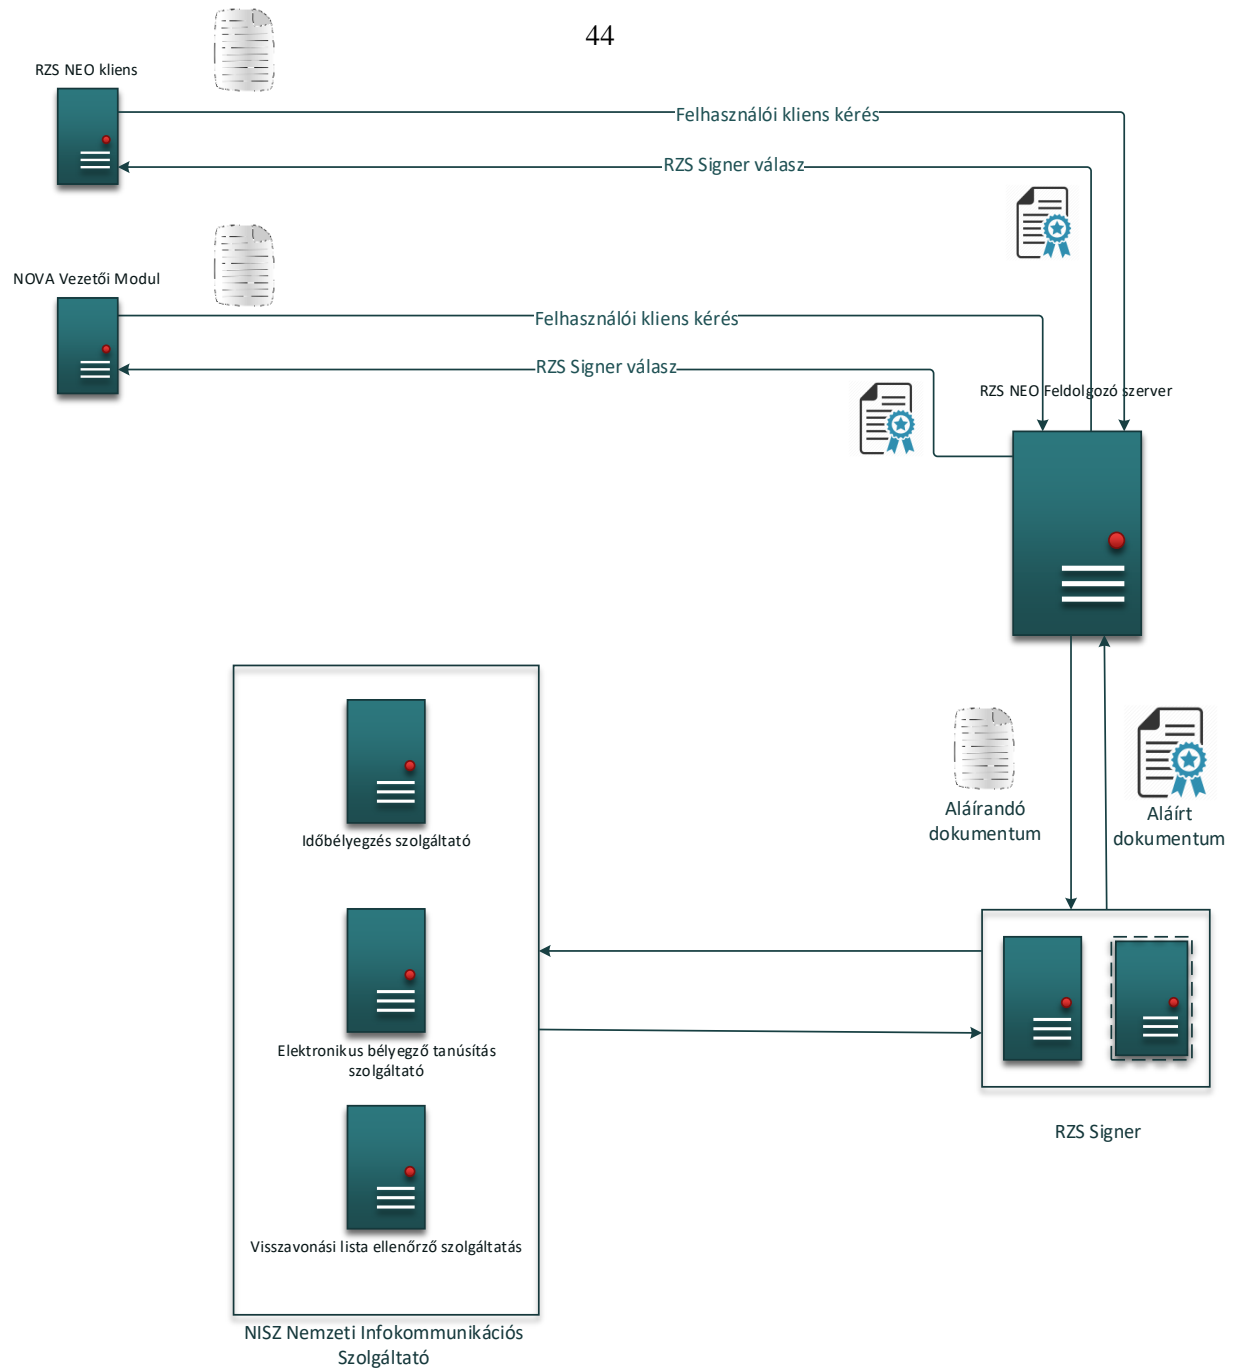 44
RZS NEO kliens
Felhasználói kliens kérés
RZS Signer válasz
NOVA Vezetői Modul
Felhasználói kliens kérés
RZS Signer válasz
RZS NEO Feldolgozó szerver
Időbélyegzés szolgáltató
Aláírandó
dokumentum
Aláírt
dokumentum
Elektronikus bélyegző tanúsítás
szolgáltató
RZS Signer
Visszavonási lista ellenőrző szolgáltatás
NISZ Nemzeti Infokommunikációs
Szolgáltató